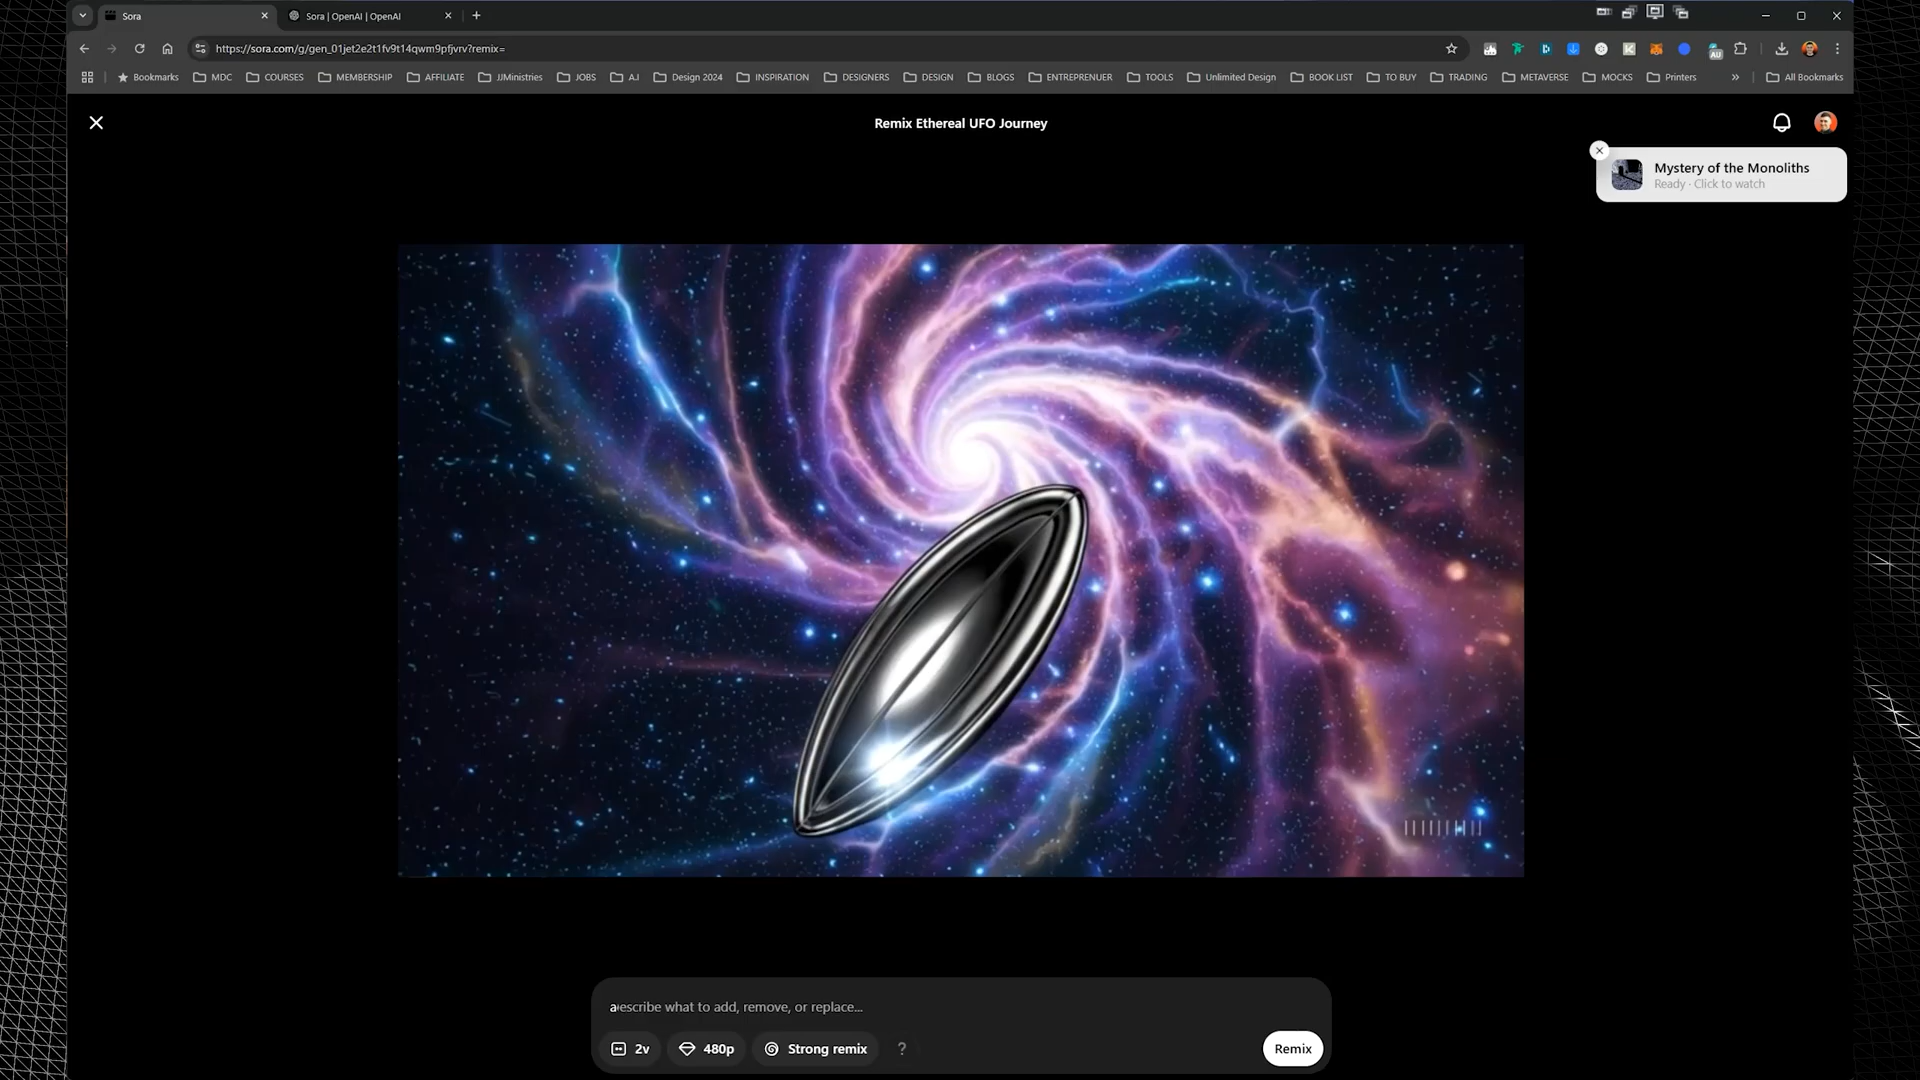 Sora
Sora | OpenAI | OpenAI
https://sora.com/g/gen_01jet2e2t1fv9t14qwm9pfjvrv?remix=
AU
Bookmarks MDC COURSES MEMBERSHIP AFFILIATE JJMinistries JOBS A.I Design 2024 INSPIRATION DESIGNERS DESIGN BLOGS ENTREPRENUER TOOLS Unlimited Design BOOK LIST TO BUY TRADING METAVERSE MOCKS Printers » All Bookmarks
Remix Ethereal UFO Journey
Mystery of the Monoliths
Ready · Click to watch
aescribe what to add, remove, or replace...
2v 480p Strong remix ? Remix